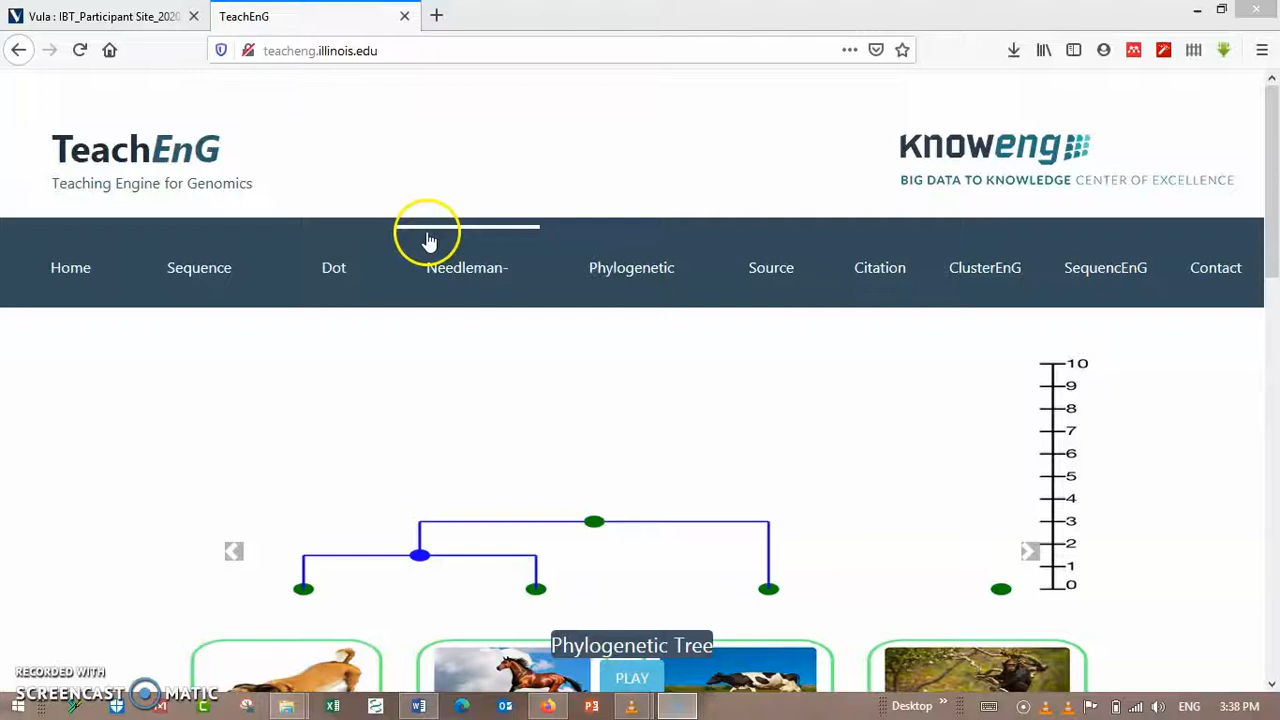 Vula : IBT_Participant Site_2020
TeachEnG
teacheng.illinois.edu
TeachEnG
Teaching Engine for Genomics
knoweng
BIG DATA TO KNOWLEDGE CENTER OF EXCELLENCE
Home Sequence Dot Needleman- Phylogenetic Source Citation ClusterEnG SequencEnG Contact
10
9
8
7
6
5
4
3
2
1
0
Phylogenetic Tree
PLAY
RECORDED WITH
SCREENCAST MATIC
Desktop
ENG
3:38 PM